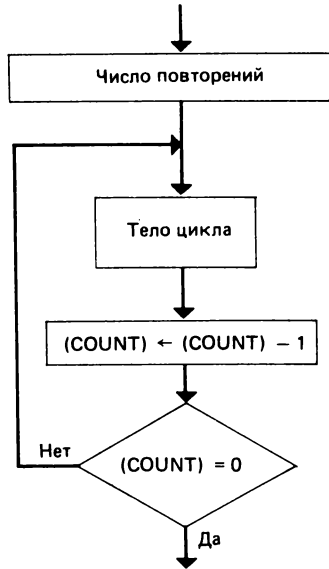 Число повторений
Тело цикла
(COUNT) ← (COUNT) − 1
Нет
(COUNT) = 0
Да